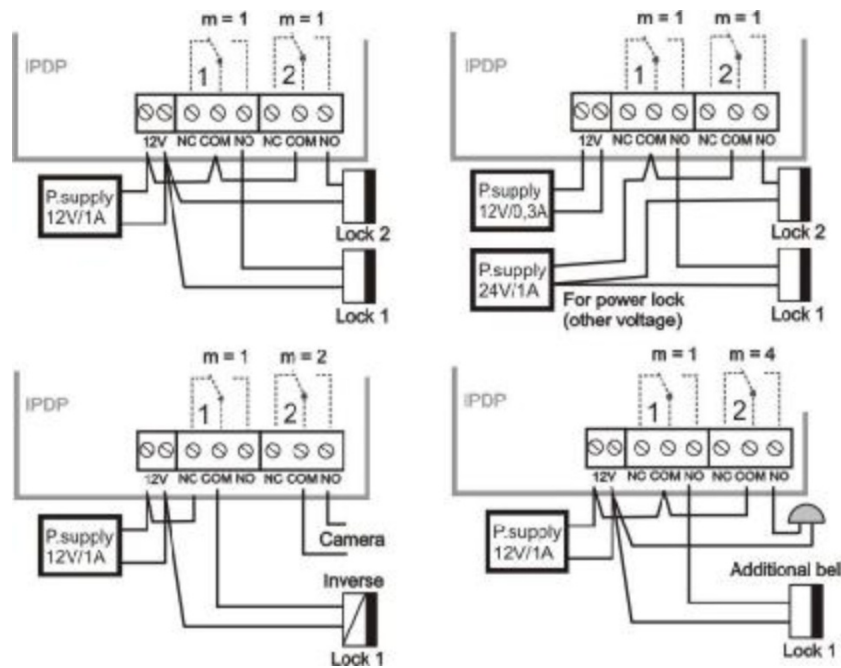 m = 1 m = 1
IPDP
1 2
12V NC COM NO NC COM NO
P.supply
12V/1A
Lock 2
Lock 1
m = 1 m = 1
IPDP
1 2
12V NC COM NO NC COM NO
P.supply
12V/0,3A
Lock 2
P.supply
24V/1A
For power lock
(other voltage)
Lock 1
m = 1 m = 2
IPDP
1 2
12V NC COM NO NC COM NO
P.supply
12V/1A
Camera
Inverse
Lock 1
m = 1 m = 4
IPDP
1 2
12V NC COM NO NC COM NO
P.supply
12V/1A
Additional bel
Lock 1